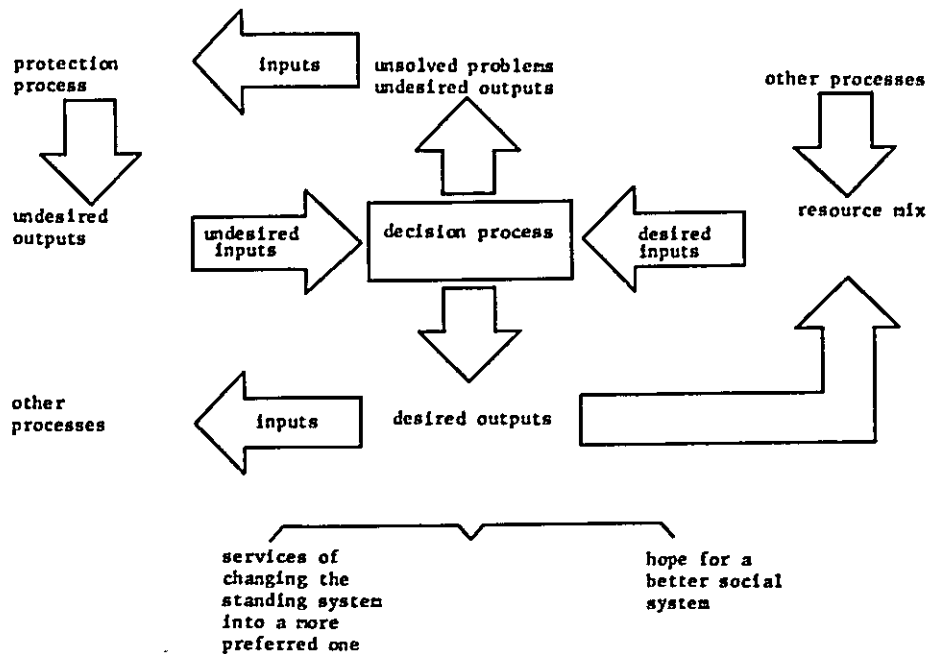 protection
process
inputs
unsolved problems
undesired outputs
other processes
undesired
outputs
undesired
inputs
decision process
desired
inputs
resource mix
other
processes
inputs
desired outputs
services of
changing the
standing system
into a more
preferred one
hope for a
better social
system